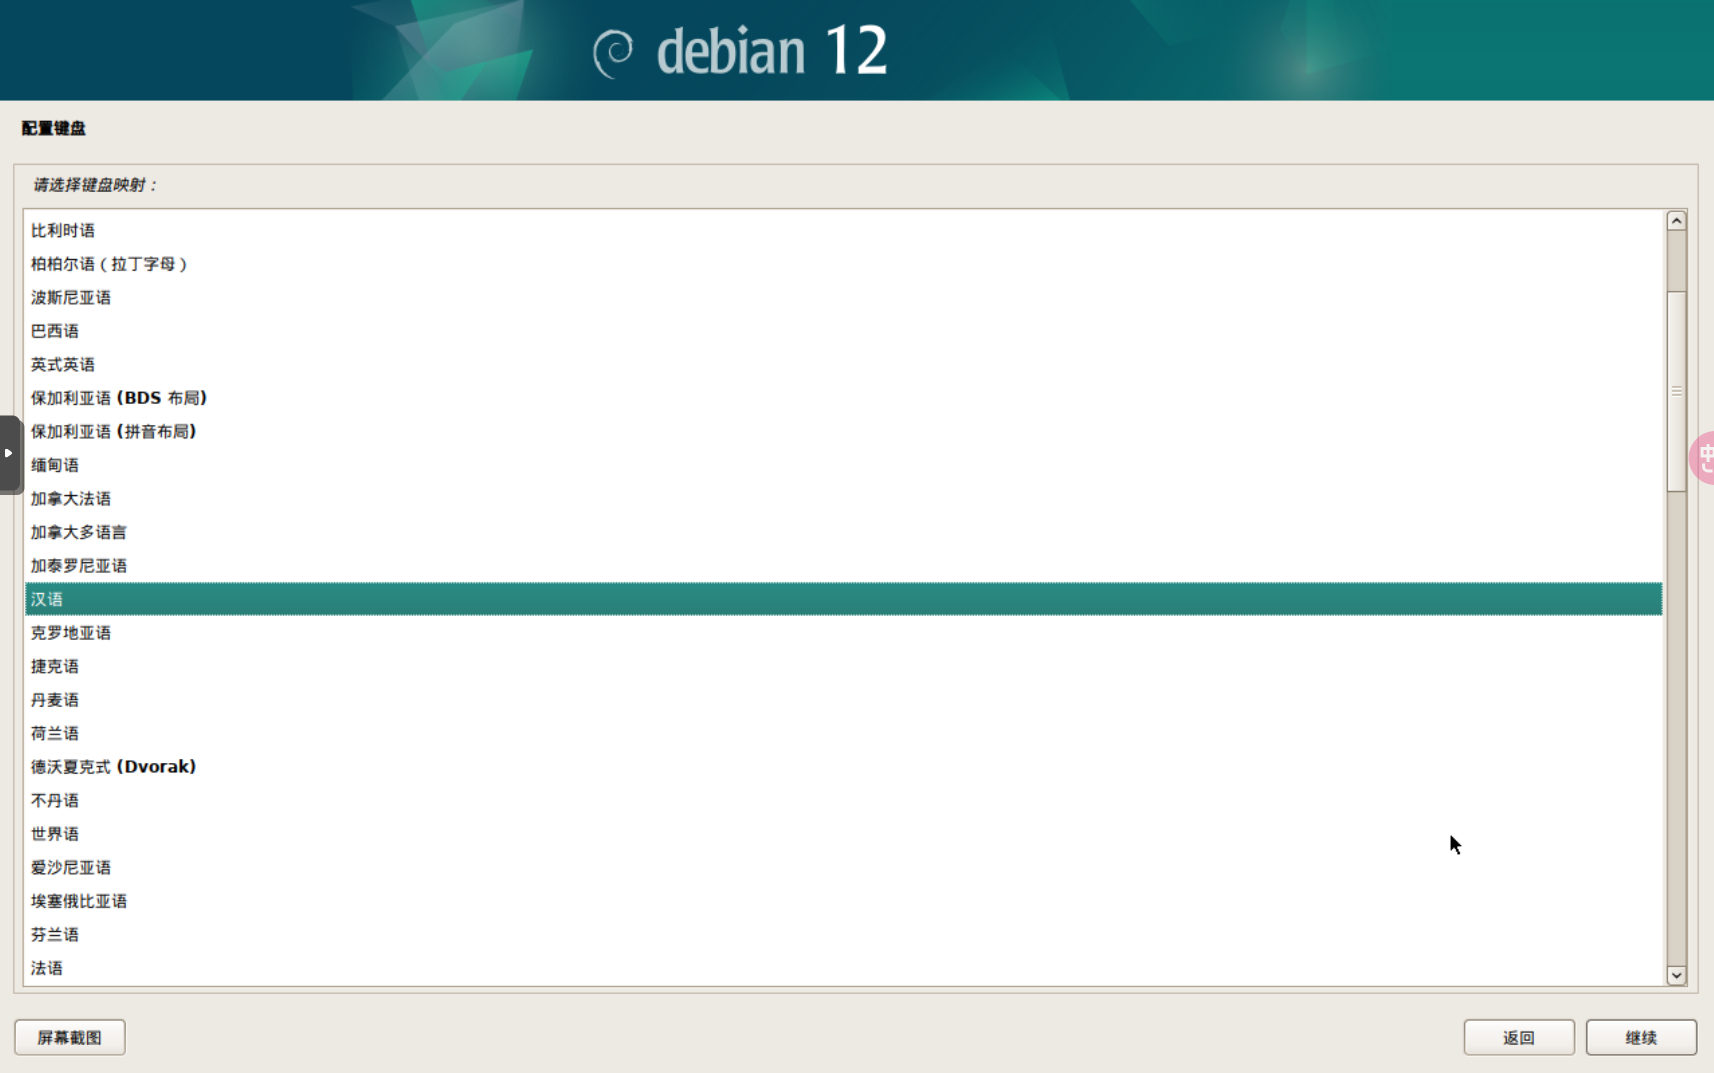 debian 12
配置键盘
请选择键盘映射：
比利时语
柏柏尔语（拉丁字母）
波斯尼亚语
巴西语
英式英语
保加利亚语 (BDS 布局)
保加利亚语 (拼音布局)
缅甸语
加拿大法语
加拿大多语言
加泰罗尼亚语
汉语
克罗地亚语
捷克语
丹麦语
荷兰语
德沃夏克式 (Dvorak)
不丹语
世界语
爱沙尼亚语
埃塞俄比亚语
芬兰语
法语
中
屏幕截图
返回
继续